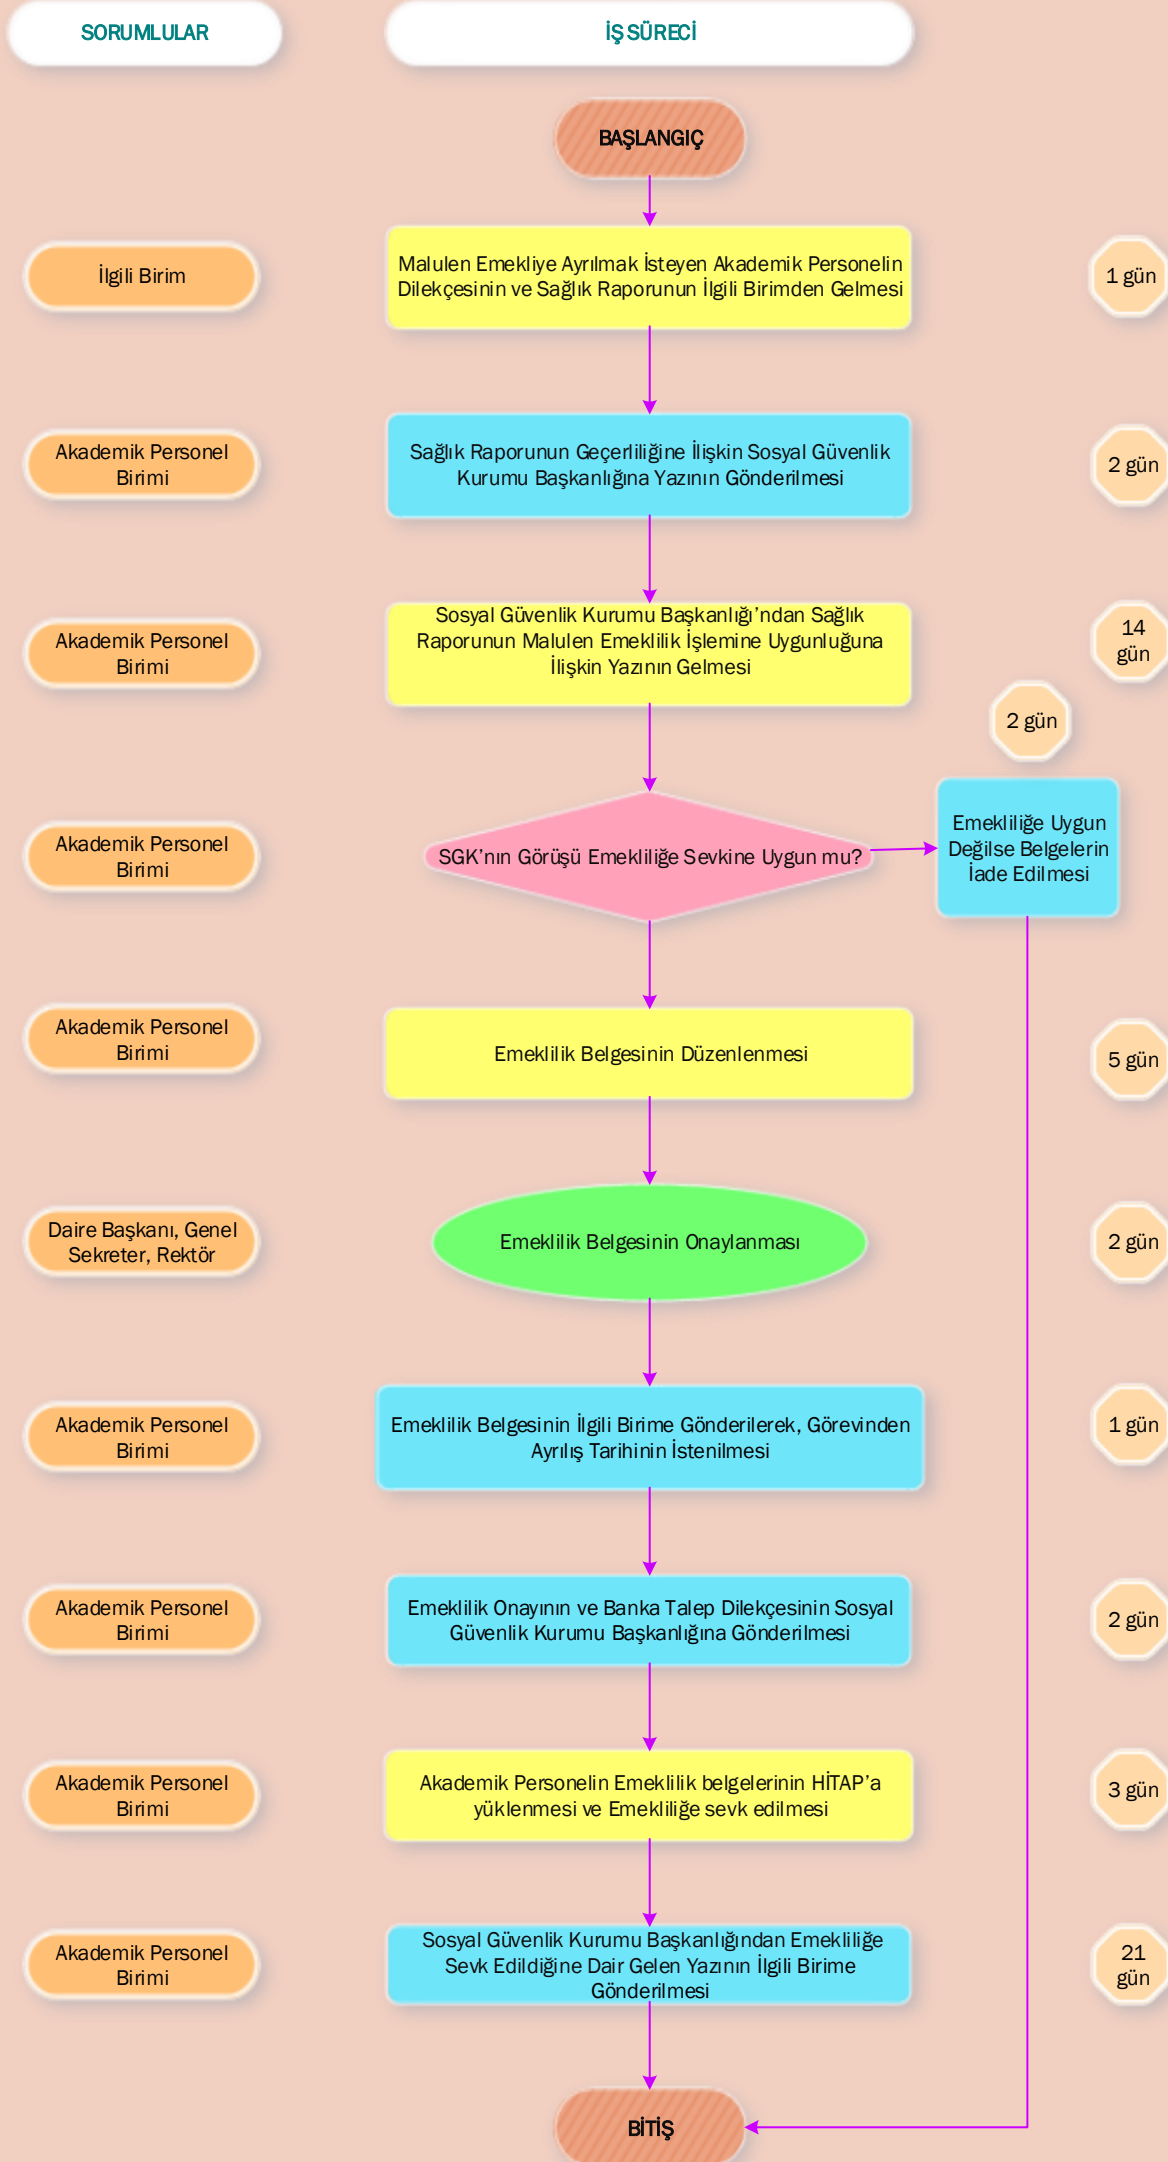 SORUMLULAR
İŞ SÜRECİ
BAŞLANGIÇ
İlgili Birim
Malulen Emekliye Ayrılmak İsteyen Akademik Personelin
Dilekçesinin ve Sağlık Raporunun İlgili Birimden Gelmesi
1 gün
Akademik Personel
Birimi
Sağlık Raporunun Geçerliliğine İlişkin Sosyal Güvenlik
Kurumu Başkanlığına Yazının Gönderilmesi
2 gün
Akademik Personel
Birimi
Sosyal Güvenlik Kurumu Başkanlığı’ndan Sağlık
Raporunun Malulen Emeklilik İşlemine Uygunluğuna
İlişkin Yazının Gelmesi
14
gün
2 gün
Akademik Personel
Birimi
SGK’nın Görüşü Emekliliğe Sevkine Uygun mu?
Emekliliğe Uygun
Değilse Belgelerin
İade Edilmesi
Akademik Personel
Birimi
Emeklilik Belgesinin Düzenlenmesi
5 gün
Daire Başkanı, Genel
Sekreter, Rektör
Emeklilik Belgesinin Onaylanması
2 gün
Akademik Personel
Birimi
Emeklilik Belgesinin İlgili Birime Gönderilerek, Görevinden
Ayrılış Tarihinin İstenilmesi
1 gün
Akademik Personel
Birimi
Emeklilik Onayının ve Banka Talep Dilekçesinin Sosyal
Güvenlik Kurumu Başkanlığına Gönderilmesi
2 gün
Akademik Personel
Birimi
Akademik Personelin Emeklilik belgelerinin HİTAP’a
yüklenmesi ve Emekliliğe sevk edilmesi
3 gün
Akademik Personel
Birimi
Sosyal Güvenlik Kurumu Başkanlığından Emekliliğe
Sevk Edildiğine Dair Gelen Yazının İlgili Birime
Gönderilmesi
21
gün
BİTİŞ